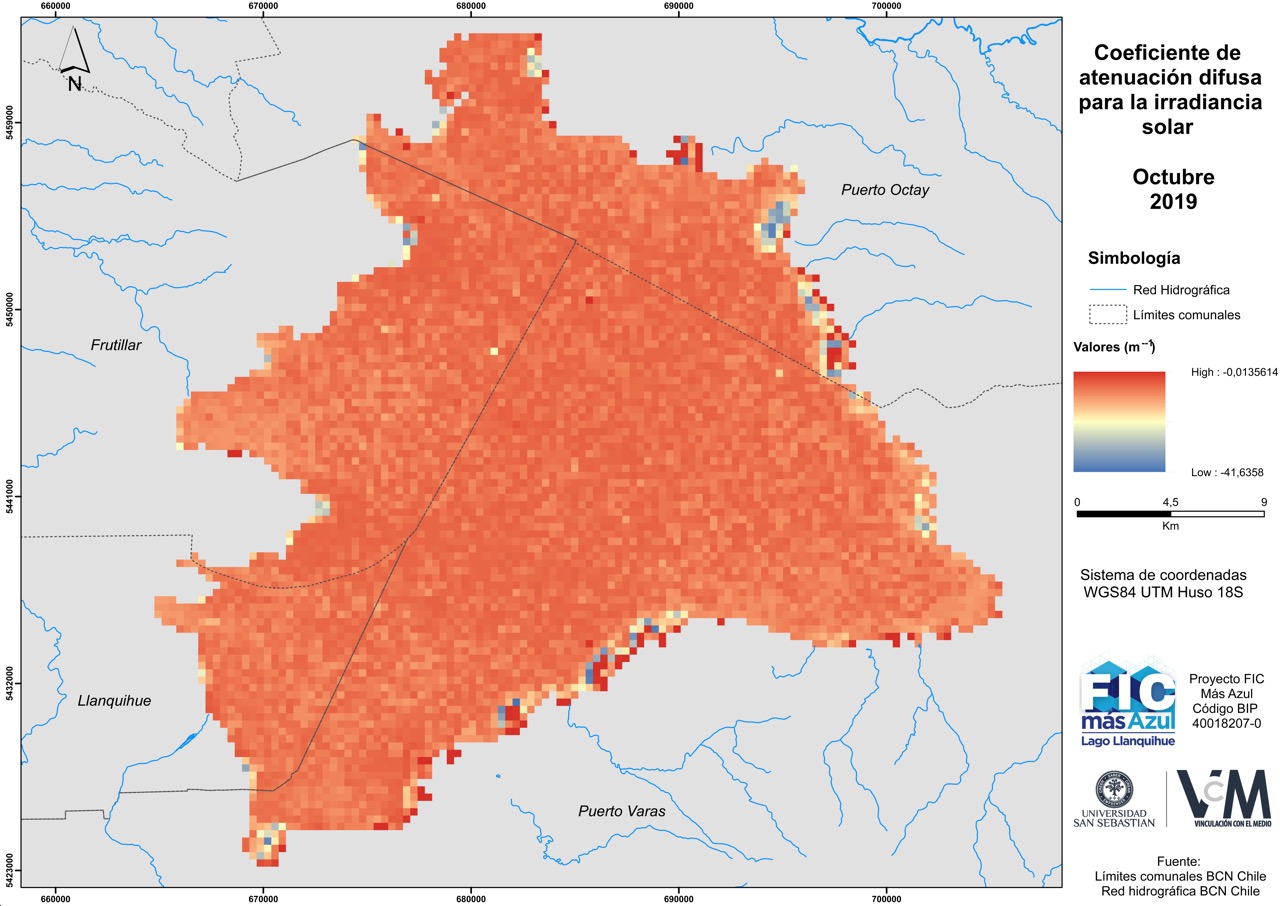 660000
670000
680000
690000
700000
5459000
5450000
5441000
5432000
5423000
N
Puerto Octay
Frutillar
Llanquihue
Puerto Varas
660000
670000
680000
690000
700000
Coeficiente de
atenuación difusa
para la irradiancia
solar
Octubre
2019
Simbología
Red Hidrográfica
Límites comunales
Valores (m⁻¹)
High : -0,0135614
Low : -41,6358
0
4,5
9
Km
Sistema de coordenadas
WGS84 UTM Huso 18S
FIC
más Azul
Lago Llanquihue
Proyecto FIC
Más Azul
Código BIP
40018207-0
UNIVERSIDAD
SAN SEBASTIAN
VcM
VINCULACIÓN CON EL MEDIO
Fuente:
Límites comunales BCN Chile
Red hidrográfica BCN Chile